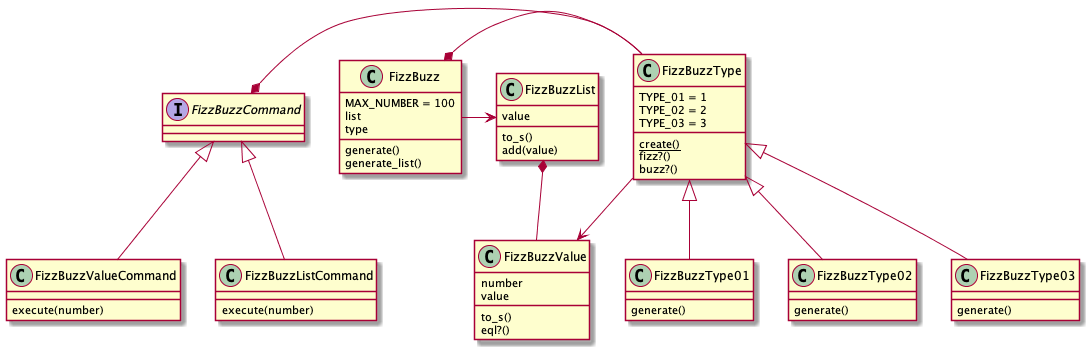 I FizzBuzzCommand
C FizzBuzz
MAX_NUMBER = 100
list
type
generate()
generate_list()
C FizzBuzzList
value
to_s()
add(value)
C FizzBuzzType
TYPE_01 = 1
TYPE_02 = 2
TYPE_03 = 3
create()
fizz?()
buzz?()
C FizzBuzzValueCommand
execute(number)
C FizzBuzzListCommand
execute(number)
C FizzBuzzValue
number
value
to_s()
eql?()
C FizzBuzzType01
generate()
C FizzBuzzType02
generate()
C FizzBuzzType03
generate()